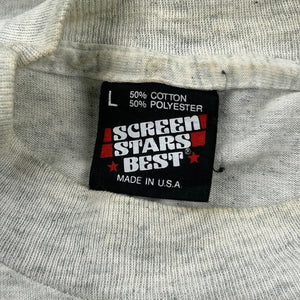 L 50% COTTON
50% POLYESTER
SCREEN
STARS
BEST®
MADE IN U.S.A